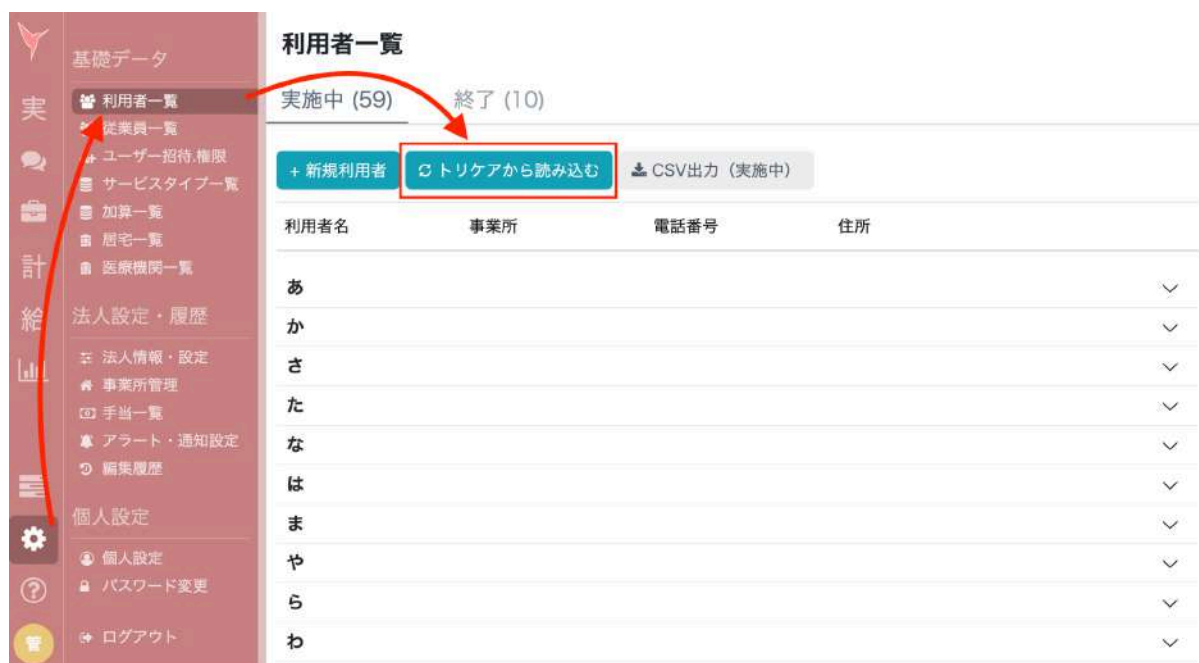 実
計
給
管
基礎データ
利用者一覧
従業員一覧
ユーザー招待.権限
サービスタイプ一覧
加算一覧
居宅一覧
医療機関一覧
法人設定・履歴
法人情報・設定
事業所管理
手当一覧
アラート・通知設定
編集履歴
個人設定
個人設定
パスワード変更
ログアウト
利用者一覧
実施中 (59) 終了 (10)
+ 新規利用者 トリケアから読み込む CSV出力（実施中）
利用者名 事業所 電話番号 住所
あ
か
さ
た
な
は
ま
や
ら
わ